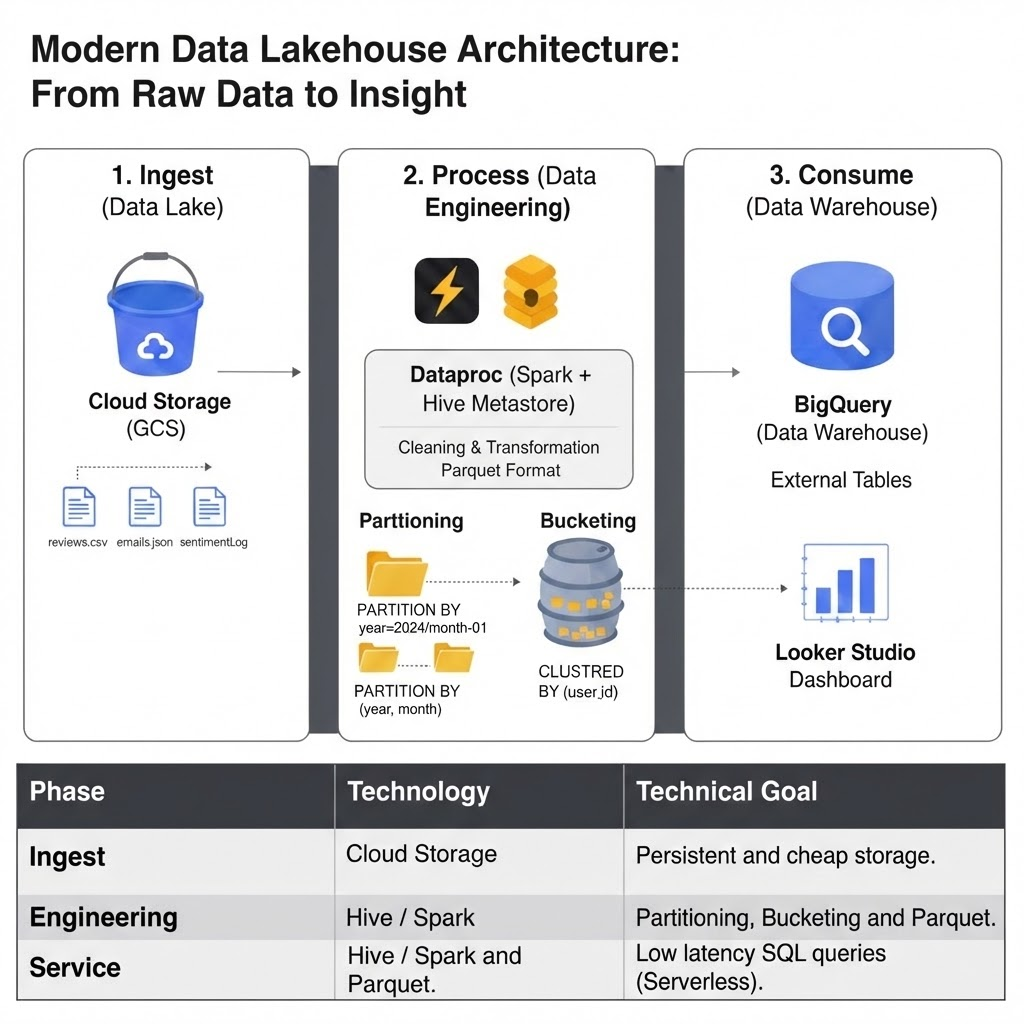 Modern Data Lakehouse Architecture:
From Raw Data to Insight
1. Ingest
(Data Lake)
Cloud Storage
(GCS)
reviews.csv emails.json sentimentLog
2. Process (Data
Engineering)
Dataproc (Spark +
Hive Metastore)
Cleaning & Transformation
Parquet Format
Parttioning
PARTITION BY
year=2024/month-01
PARTITION BY
(year, month)
Bucketing
CLUSTRED
BY (user.jd)
3. Consume
(Data Warehouse)
BigQuery
(Data Warehouse)
External Tables
Looker Studio
Dashboard
Phase Technology Technical Goal
Ingest Cloud Storage Persistent and cheap storage.
Engineering Hive / Spark Partitioning, Bucketing and Parquet.
Service
Hive / Spark and
Parquet.
Low latency SQL queries
(Serverless).